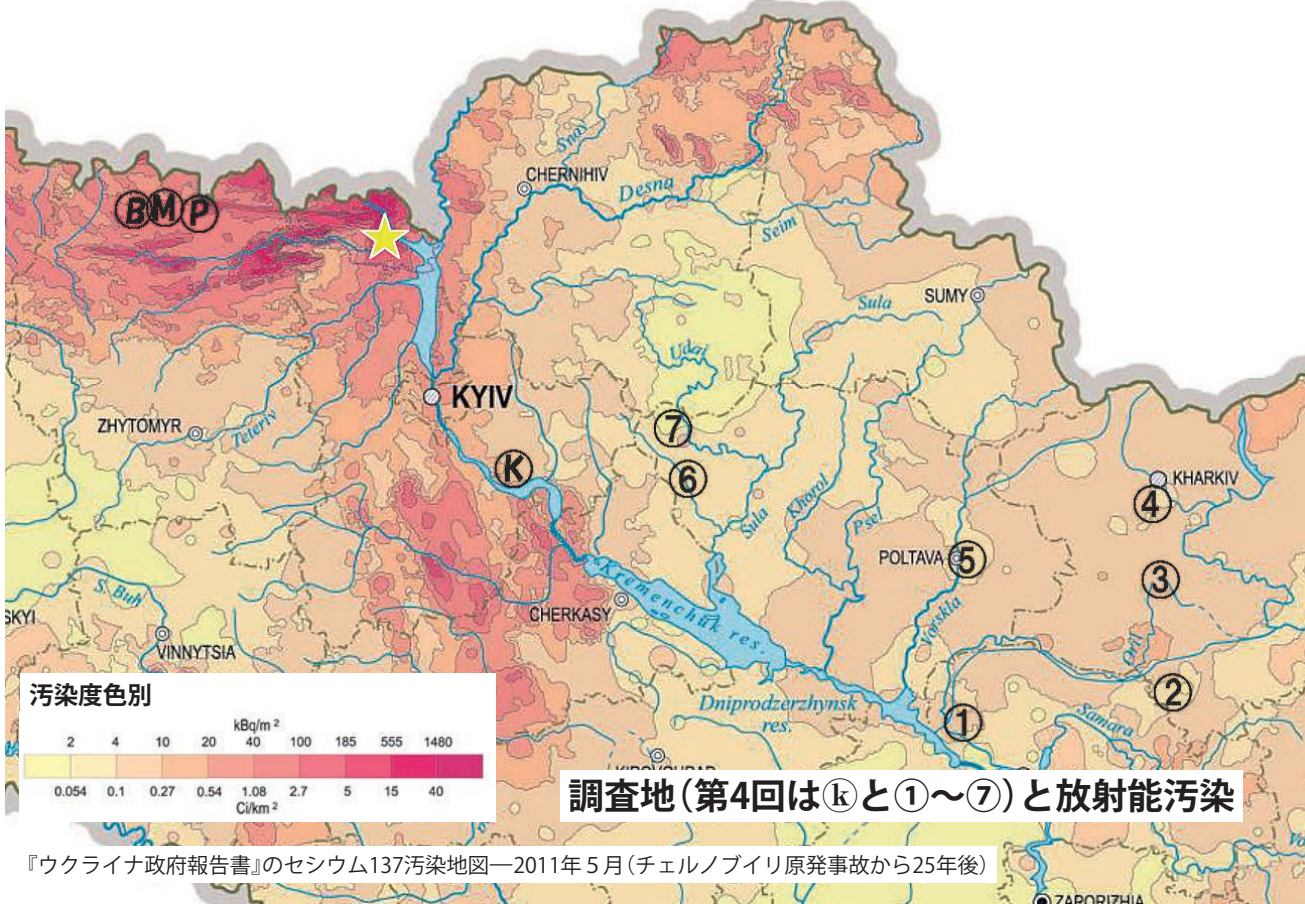 Snav
CHERNIHIV
Desna
Seim
B M P
SUMY
Sula
Udai
KYIV
ZHYTOMYR
Teteriv
⑦
K
⑥
KHARKIV
④
Sula
Khorol
Psel
POLTAVA ⑤
③
Kremenchuk res.
CHERKASY
Vorskla
S. Buh
SKYI
VINNYTSIA
Oril
②
Dniprodzerzhynsk
res.
①
Samara
汚染度色別
kBq/m²
2 4 10 20 40 100 185 555 1480
0.054 0.1 0.27 0.54 1.08 2.7 5 15 40
Ci/km²
調査地(第4回はⓚと①〜⑦)と放射能汚染
『ウクライナ政府報告書』のセシウム137汚染地図―2011年5月(チェルノブイリ原発事故から25年後)
ZAPORIZHIA